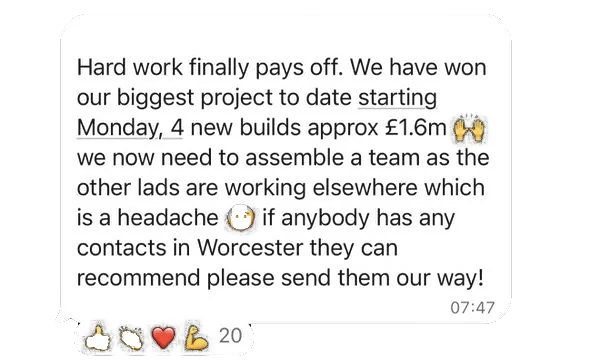 Hard work finally pays off. We have won
our biggest project to date starting
Monday, 4 new builds approx £1.6m 🙌
we now need to assemble a team as the
other lads are working elsewhere which
is a headache 😶 if anybody has any
contacts in Worcester they can
recommend please send them our way!
07:47
👍 👏 ❤️ 💪 20